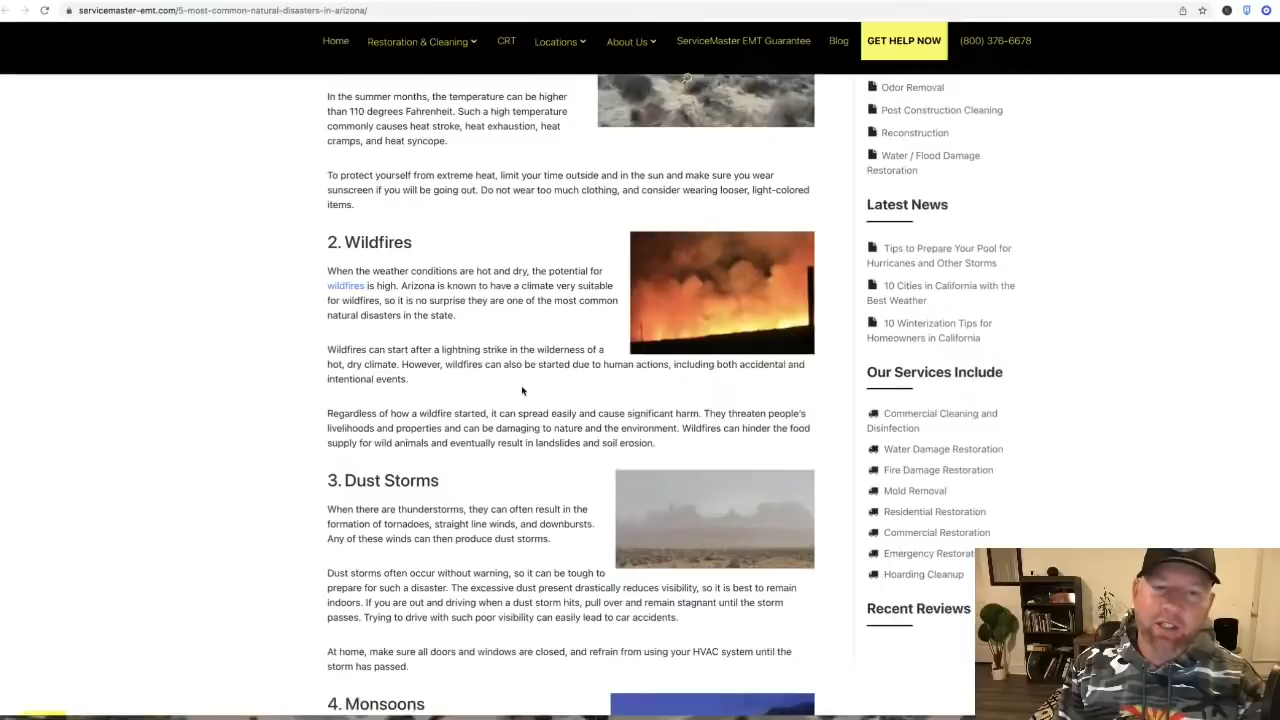 servicemaster-emt.com/5-most-common-natural-disasters-in-arizona/
Home
Restoration & Cleaning
CRT
Locations
About Us
ServiceMaster EMT Guarantee
Blog
GET HELP NOW
(800) 376-6678
In the summer months, the temperature can be higher
than 110 degrees Fahrenheit. Such a high temperature
commonly causes heat stroke, heat exhaustion, heat
cramps, and heat syncope.
To protect yourself from extreme heat, limit your time outside and in the sun and make sure you wear
sunscreen if you will be going out. Do not wear too much clothing, and consider wearing looser, light-colored
items.
2. Wildfires
When the weather conditions are hot and dry, the potential for
wildfires is high. Arizona is known to have a climate very suitable
for wildfires, so it is no surprise they are one of the most common
natural disasters in the state.
Wildfires can start after a lightning strike in the wilderness of a
hot, dry climate. However, wildfires can also be started due to human actions, including both accidental and
intentional events.
Regardless of how a wildfire started, it can spread easily and cause significant harm. They threaten people's
livelihoods and properties and can be damaging to nature and the environment. Wildfires can hinder the food
supply for wild animals and eventually result in landslides and soil erosion.
3. Dust Storms
When there are thunderstorms, they can often result in the
formation of tornadoes, straight line winds, and downbursts.
Any of these winds can then produce dust storms.
Dust storms often occur without warning, so it can be tough to
prepare for such a disaster. The excessive dust present drastically reduces visibility, so it is best to remain
indoors. If you are out and driving when a dust storm hits, pull over and remain stagnant until the storm
passes. Trying to drive with such poor visibility can easily lead to car accidents.
At home, make sure all doors and windows are closed, and refrain from using your HVAC system until the
storm has passed.
4. Monsoons
Odor Removal
Post Construction Cleaning
Reconstruction
Water / Flood Damage
Restoration
Latest News
Tips to Prepare Your Pool for
Hurricanes and Other Storms
10 Cities in California with the
Best Weather
10 Winterization Tips for
Homeowners in California
Our Services Include
Commercial Cleaning and
Disinfection
Water Damage Restoration
Fire Damage Restoration
Mold Removal
Residential Restoration
Commercial Restoration
Emergency Restorat
Hoarding Cleanup
Recent Reviews